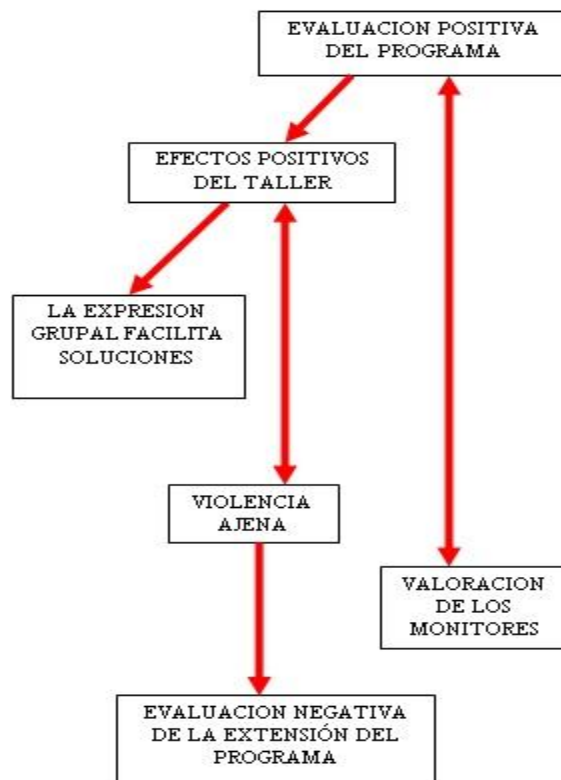 EVALUACION POSITIVA
DEL PROGRAMA
EFECTOS POSITIVOS
DEL TALLER
LA EXPRESION
GRUPAL FACILITA
SOLUCIONES
VIOLENCIA
AJENA
VALORACION
DE LOS
MONITORES
EVALUACION NEGATIVA
DE LA EXTENSIÓN DEL
PROGRAMA